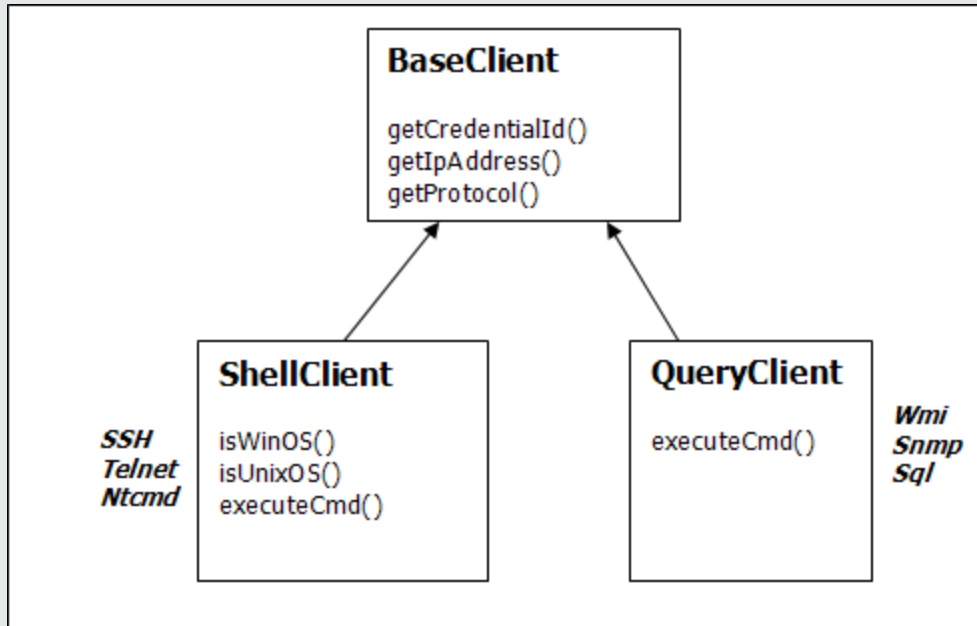 BaseClient
getCredentialId()
getIpAddress()
getProtocol()
ShellClient
isWinOS()
isUnixOS()
executeCmd()
SSH
Telnet
Ntcmd
QueryClient
executeCmd()
Wmi
Snmp
Sql